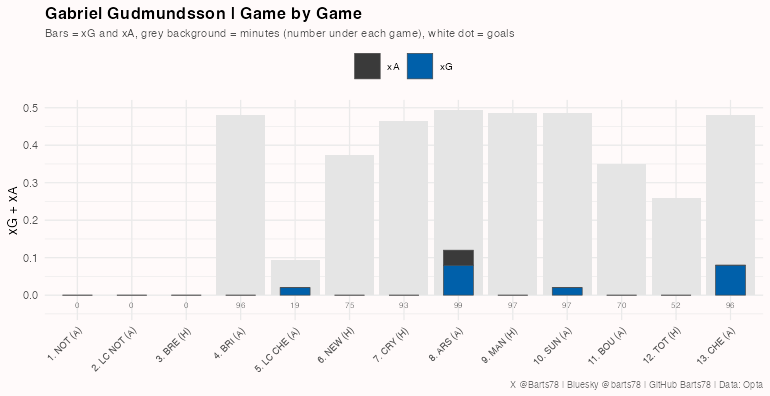 Gabriel Gudmundsson | Game by Game
Bars = xG and xA, grey background = minutes (number under each game), white dot = goals
xA xG
xG + xA
0.5
0.4
0.3
0.2
0.1
0.0
0 0 0 96 19 75 93 99 97 97 70 52 96
1. NOT (A)
2. LC NOT (A)
3. BRE (H)
4. BRI (A)
5. LC CHE (A)
6. NEW (H)
7. CRY (H)
8. ARS (A)
9. MAN (H)
10. SUN (A)
11. BOU (A)
12. TOT (H)
13. CHE (A)
X @Barts78 | Bluesky @barts78 | GitHub Barts78 | Data: Opta